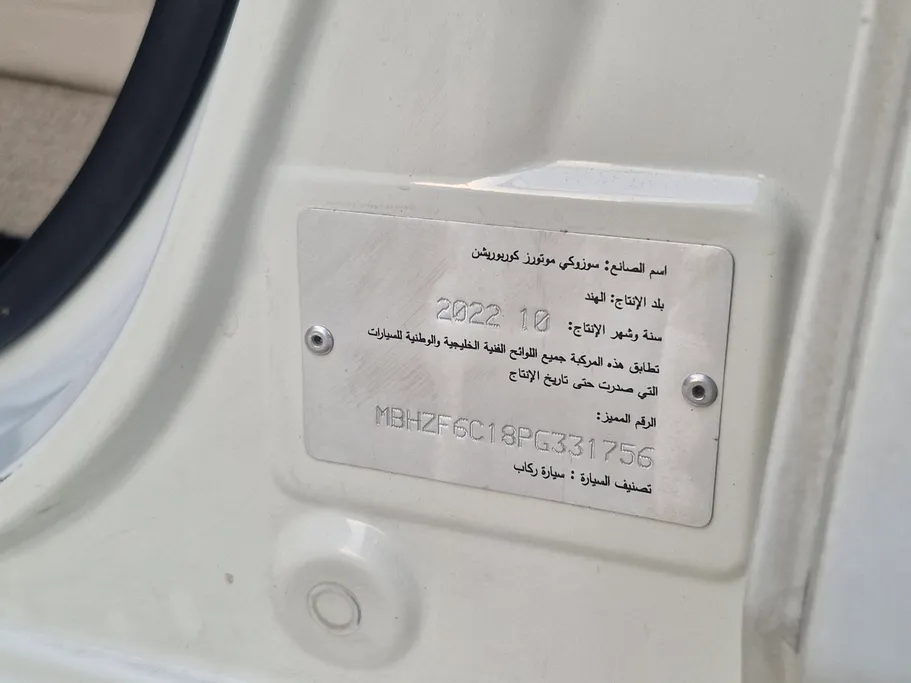 اسم الصانع: سوزوكي موتورز كوربوريشن
بلد الإنتاج: الهند
سنة وشهر الإنتاج: 2022 10
تطابق هذه المركبة جميع اللوائح الفنية الخليجية والوطنية للسيارات
التي صدرت حتى تاريخ الإنتاج
الرقم المميز:
MBHZF6C18PG331756
تصنيف السيارة : سيارة ركاب